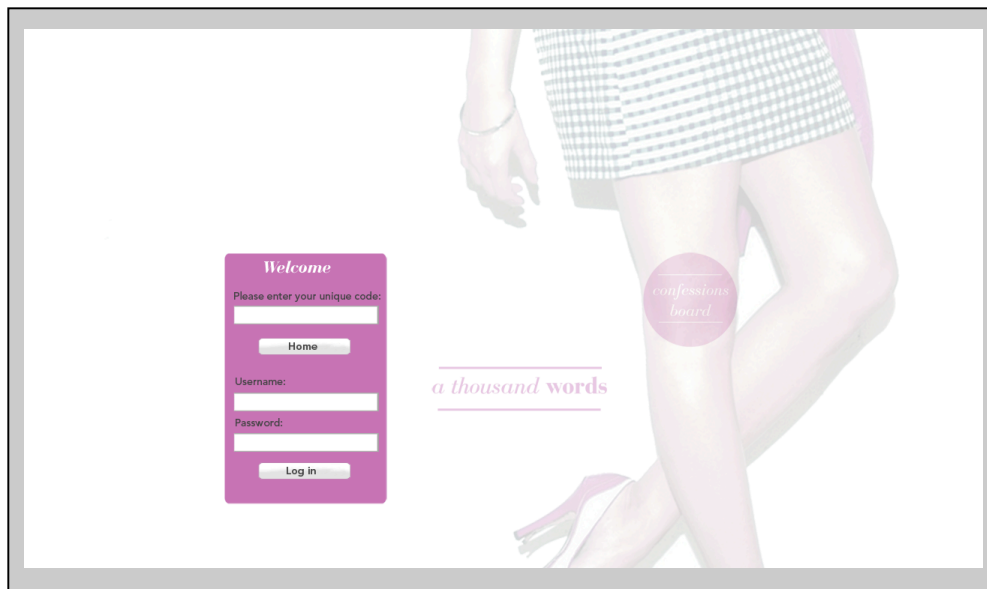 Welcome
Please enter your unique code:
Home
Username:
Password:
Log in
a thousand words
confessions
board